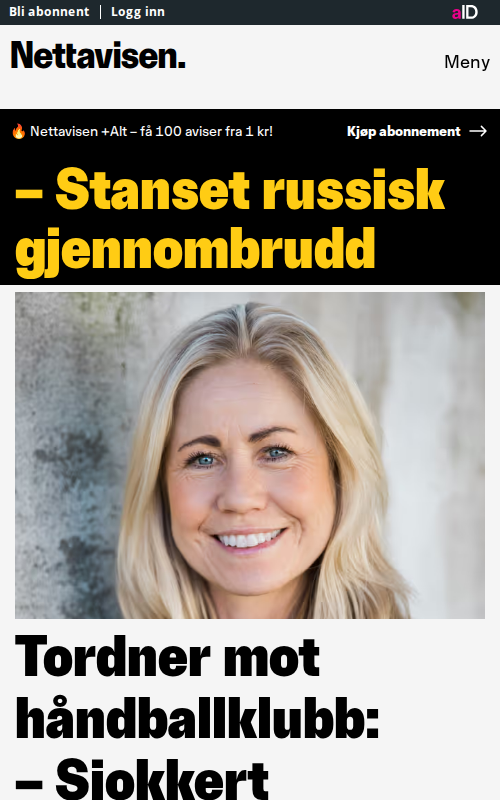 Bli abonnent | Logg inn
aID
Nettavisen.
Meny
🔥 Nettavisen +Alt – få 100 aviser fra 1 kr!
Kjøp abonnement →
– Stanset russisk
gjennombrudd
Tordner mot
håndballklubb:
– Sjokkert